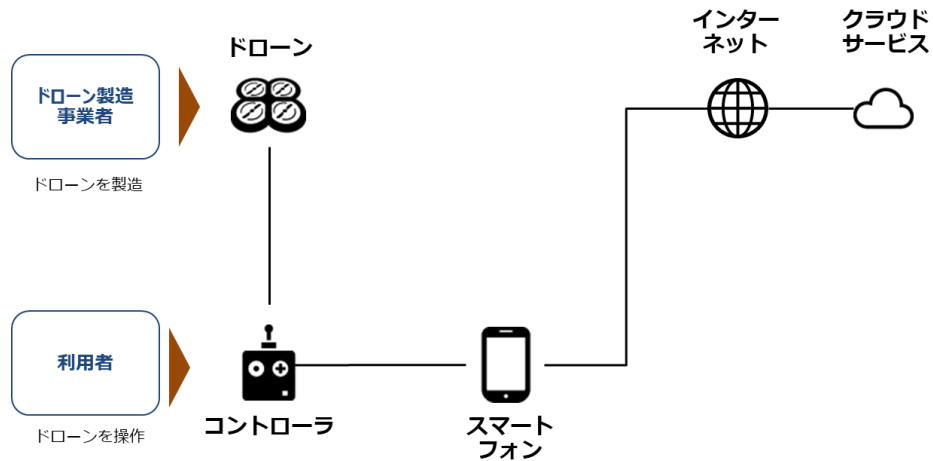 ドローン
インター
ネット
クラウド
サービス
ドローン製造
事業者
ドローンを製造
利用者
ドローンを操作
コントローラ
スマート
フォン